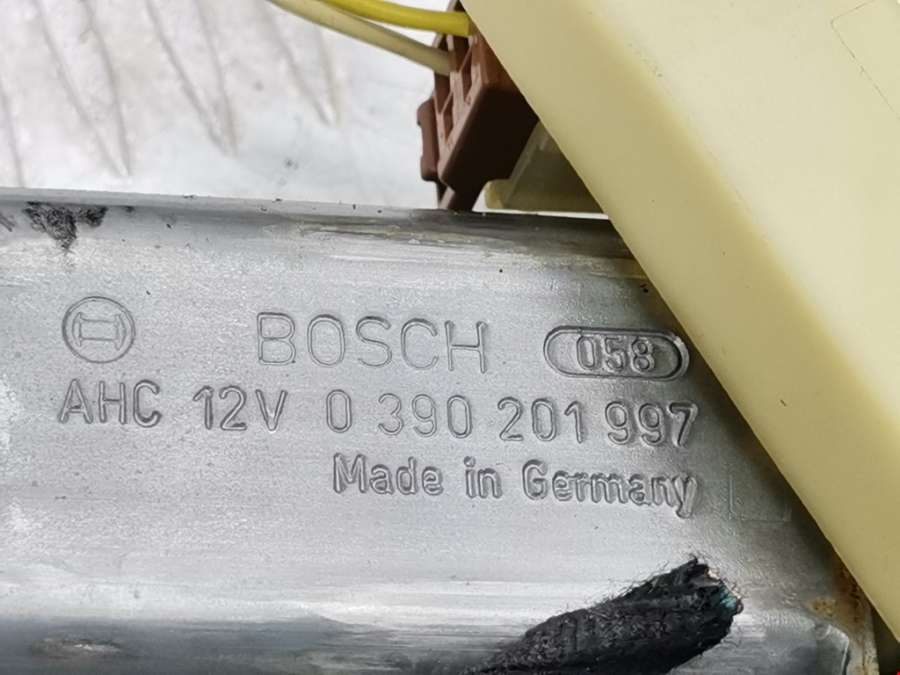 BOSCH 058
AHC 12V 0 390 201 997
Made in Germany